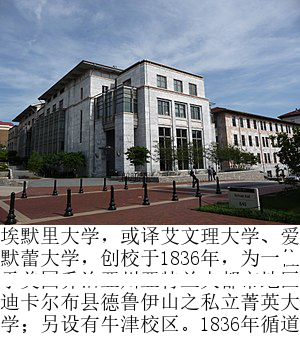 埃默里大学，或译艾文理大学、爱
默蕾大学，创校于1836年，为一
迪卡尔布县德鲁伊山之私立菁英大
学；另设有牛津校区。1836年循道